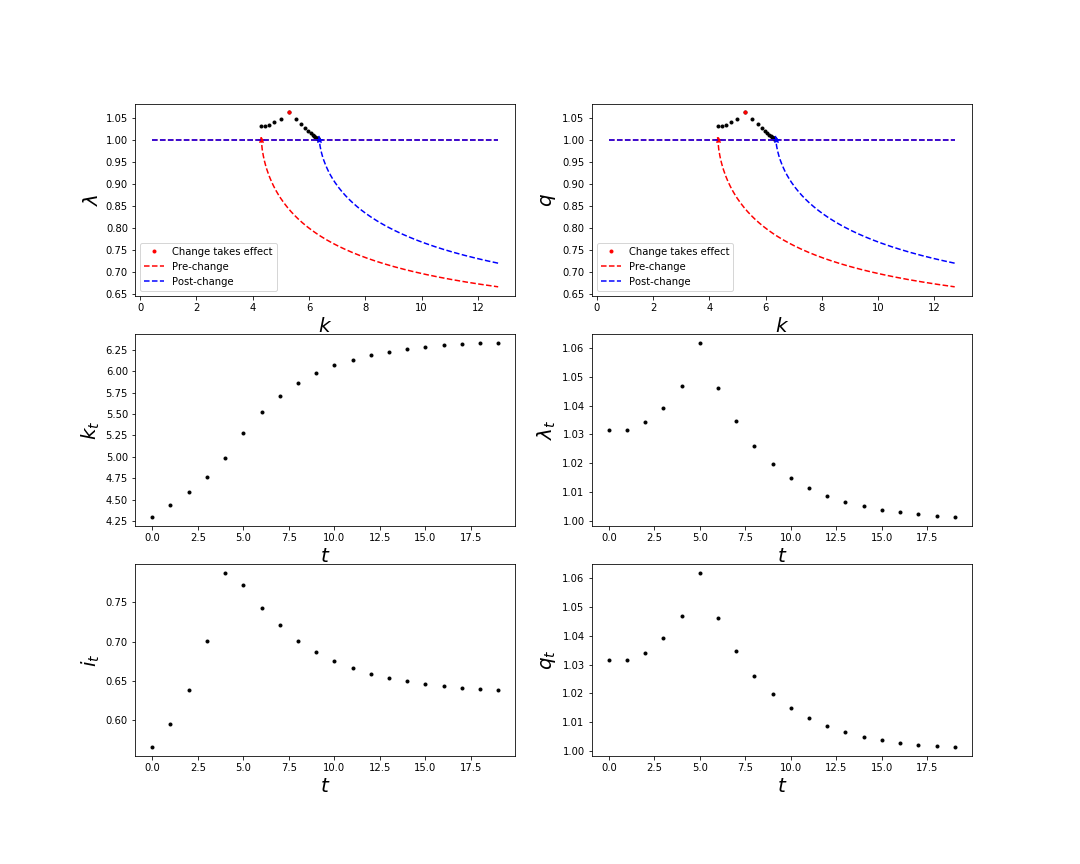 1.05
1.00
0.95
0.90
0.85
0.80
0.75
0.70
0.65
λ
Change takes effect
Pre-change
Post-change
0 2 4 6 8 10 12
k
1.05
1.00
0.95
0.90
0.85
0.80
0.75
0.70
0.65
q
Change takes effect
Pre-change
Post-change
0 2 4 6 8 10 12
k
6.25
6.00
5.75
5.50
5.25
5.00
4.75
4.50
4.25
k_t
0.0 2.5 5.0 7.5 10.0 12.5 15.0 17.5
t
1.06
1.05
1.04
1.03
1.02
1.01
1.00
λ_t
0.0 2.5 5.0 7.5 10.0 12.5 15.0 17.5
t
0.75
0.70
0.65
0.60
i_t
0.0 2.5 5.0 7.5 10.0 12.5 15.0 17.5
t
1.06
1.05
1.04
1.03
1.02
1.01
1.00
q_t
0.0 2.5 5.0 7.5 10.0 12.5 15.0 17.5
t